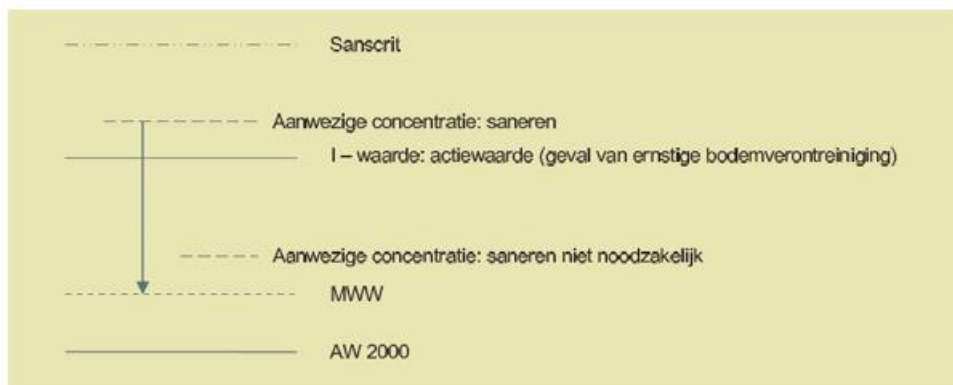 Sanscrit
Aanwezige concentratie: saneren
I – waarde: actiewaarde (geval van ernstige bodemverontreiniging)
Aanwezige concentratie: saneren niet noodzakelijk
MWW
AW 2000